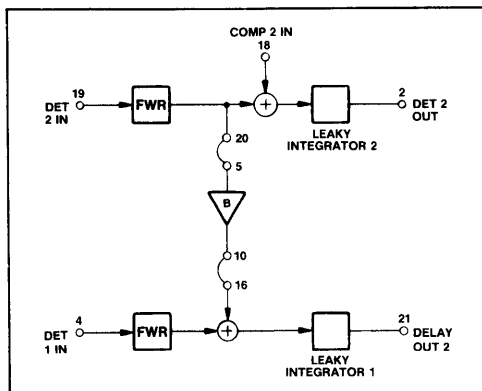 COMP 2 IN
18
19
DET
2 IN
FWR
+
2
DET 2
OUT
LEAKY
INTEGRATOR 2
20
5
B
10
16
4
DET
1 IN
FWR
+
21
DELAY
OUT 2
LEAKY
INTEGRATOR 1